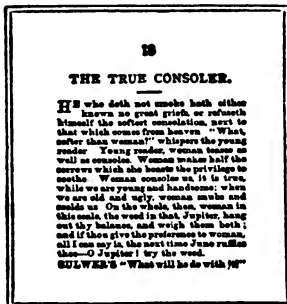 18
THE TRUE CONSOLER.
HE who doth not smoke hath either
known no great griefs, or refuseth
himself the softest consolation, next to
that which comes from heaven "What,
softer than woman?" whispers the young
reader Young reader, woman teases as
well as consoles. Woman makes half the
sorrows which she boasts the privilege to
soothe Woman consoles us, it is true,
while we are young and handsome; when
we are old and ugly, woman snubs and
scolds us On the whole, then, woman in
this scale, the weed in that, Jupiter, hang
out thy balance, and weigh them both;
and if thou give the preference to woman,
all I can say is, the next time Juno ruffles
thee—O Jupiter! try the weed.
BULWER'S "What will he do with it?"